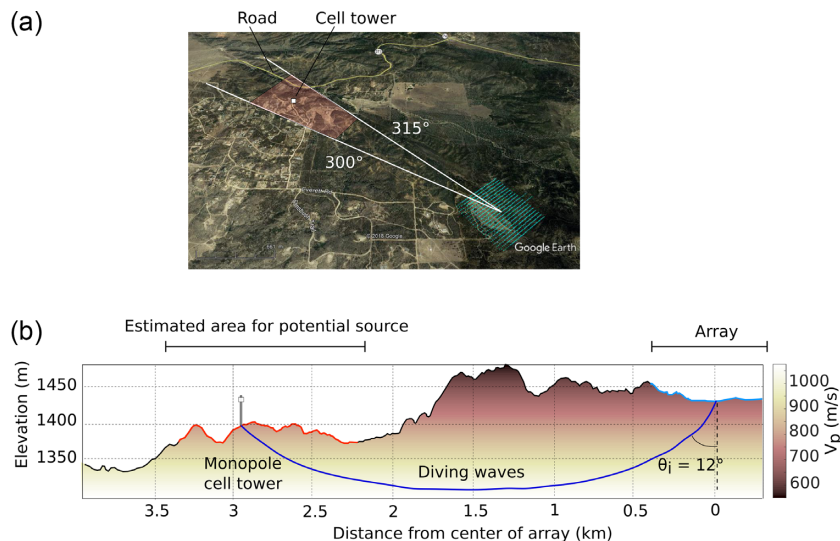 (a)
Road
Cell tower
315°
300°
© 2018 Google
Google Earth
(b)
Estimated area for potential source
Array
Elevation (m)
1450
1400
1350
Monopole
cell tower
Diving waves
θi = 12°
3.5
3
2.5
2
1.5
1
0.5
0
Distance from center of array (km)
1000
900
800
700
600
Vp (m/s)